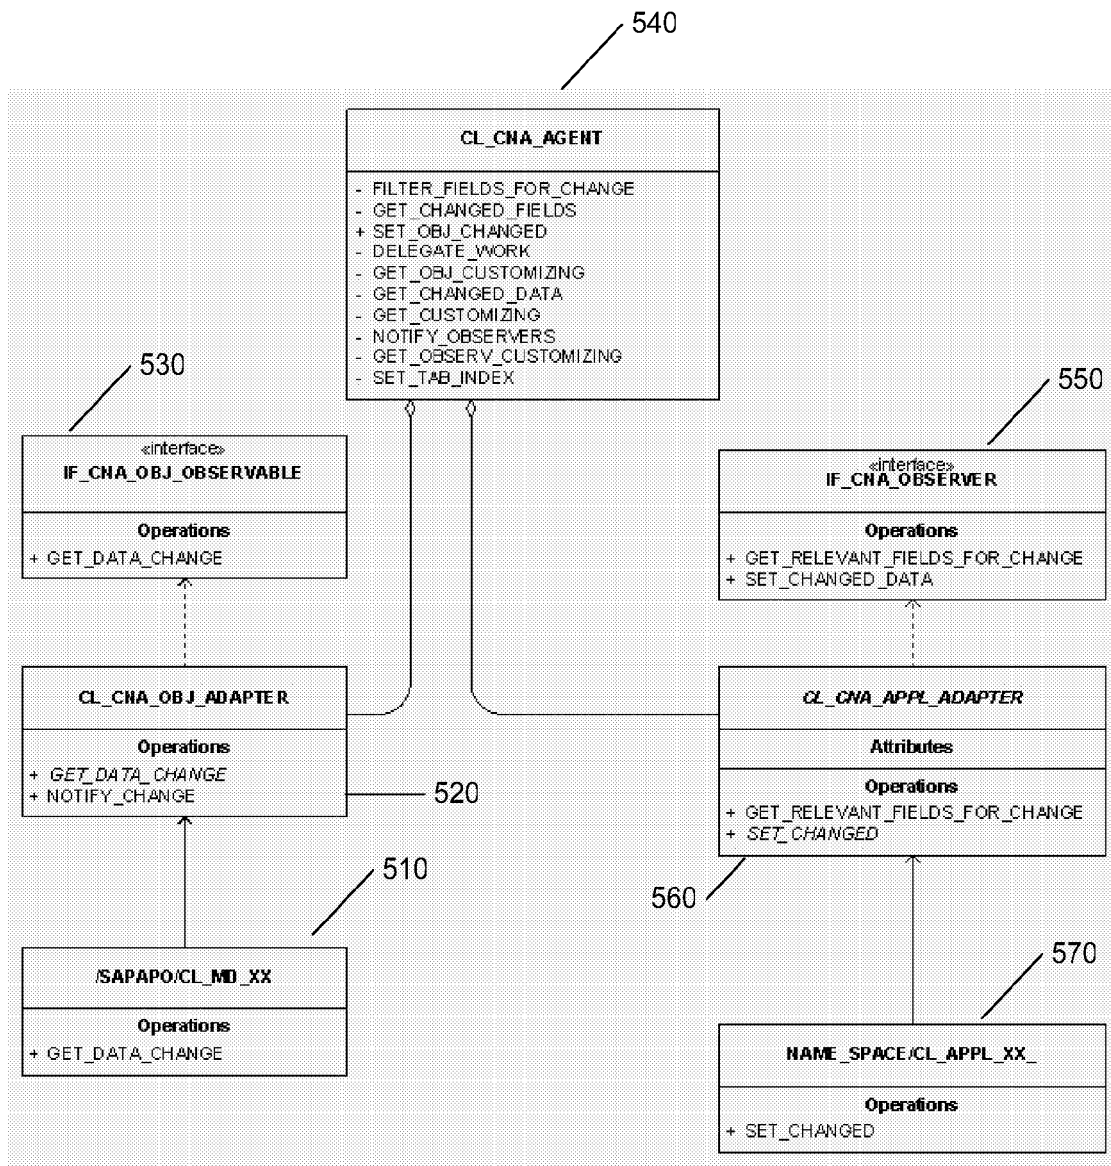 540
CL_CNA_AGENT
- FILTER_FIELDS_FOR_CHANGE
- GET_CHANGED_FIELDS
+ SET_OBJ_CHANGED
- DELEGATE_WORK
- GET_OBJ_CUSTOMIZING
- GET_CHANGED_DATA
- GET_CUSTOMIZING
- NOTIFY_OBSERVERS
- GET_OBSERV_CUSTOMIZING
- SET_TAB_INDEX
530
«interface»
IF_CNA_OBJ_OBSERVABLE
Operations
+ GET_DATA_CHANGE
550
«interface»
IF_CNA_OBSERVER
Operations
+ GET_RELEVANT_FIELDS_FOR_CHANGE
+ SET_CHANGED_DATA
CL_CNA_OBJ_ADAPTER
Operations
+ GET_DATA_CHANGE
+ NOTIFY_CHANGE
520
CL_CNA_APPL_ADAPTER
Attributes
Operations
+ GET_RELEVANT_FIELDS_FOR_CHANGE
+ SET_CHANGED
560
510
/SAPAPO/CL_MD_XX
Operations
+ GET_DATA_CHANGE
570
NAME_SPACE/CL_APPL_XX_
Operations
+ SET_CHANGED